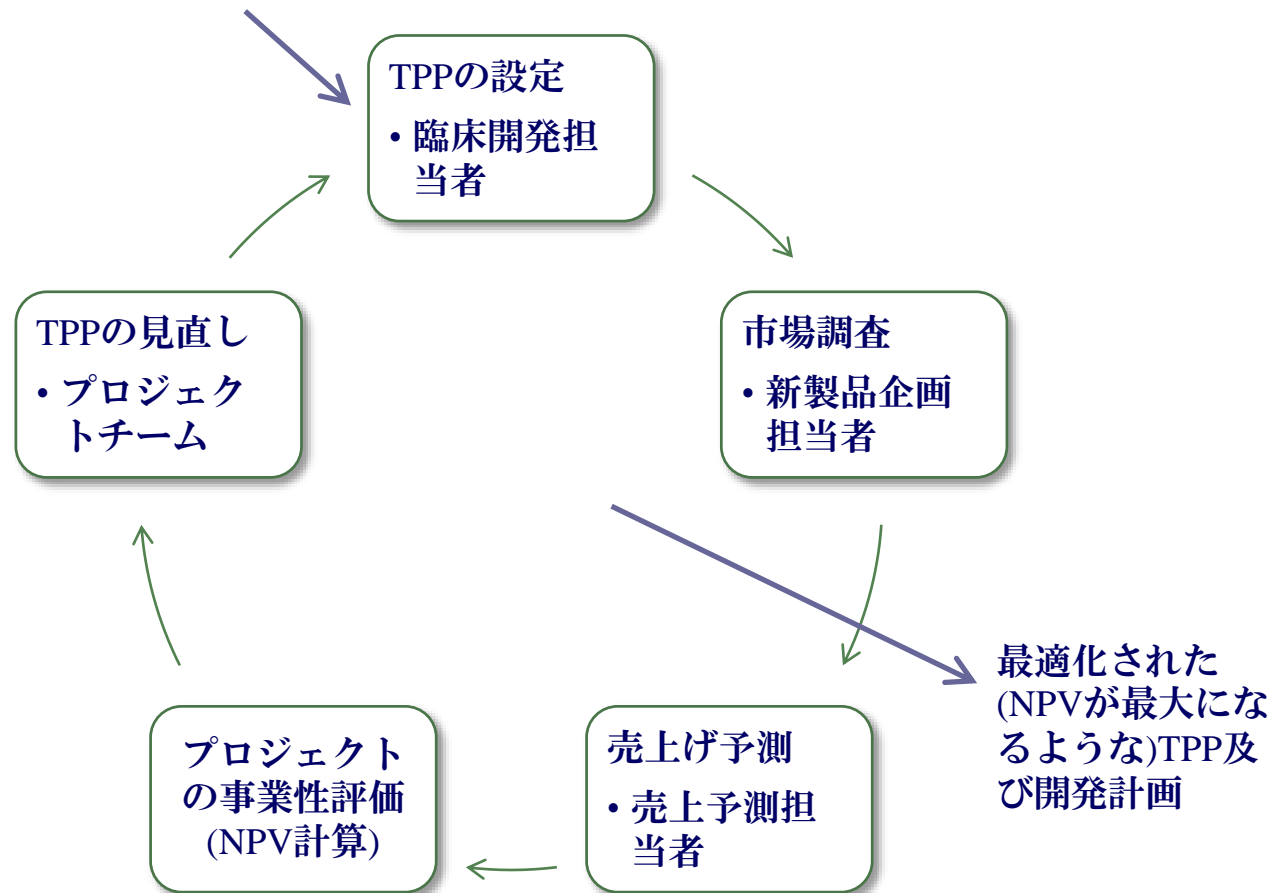 TPPの設定
• 臨床開発担
当者
TPPの見直し
• プロジェク
トチーム
市場調査
• 新製品企画
担当者
最適化された
(NPVが最大にな
るような)TPP及
び開発計画
プロジェクト
の事業性評価
(NPV計算)
売上げ予測
• 売上予測担
当者